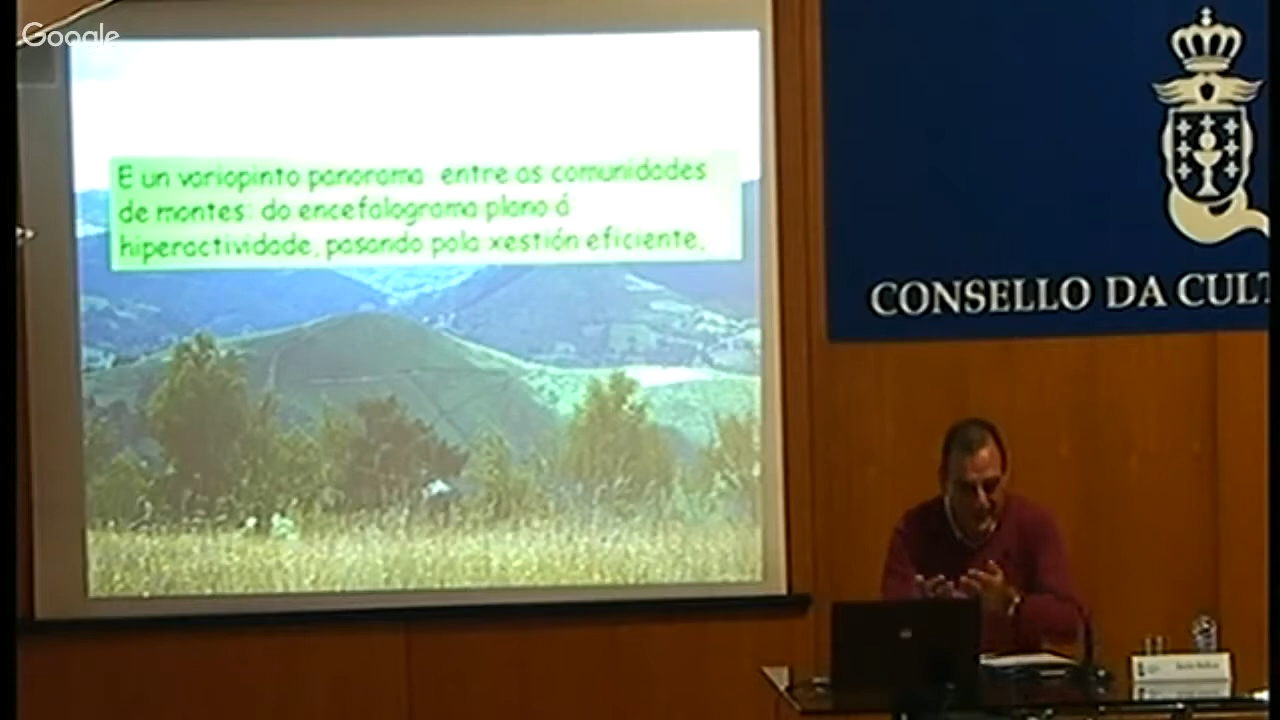 Google
E un variopinto panorama entre as comunidades
de montes: do encefalograma plano á
hiperactividade, pasando pola xestión eficiente.
CONSELLO DA CULT